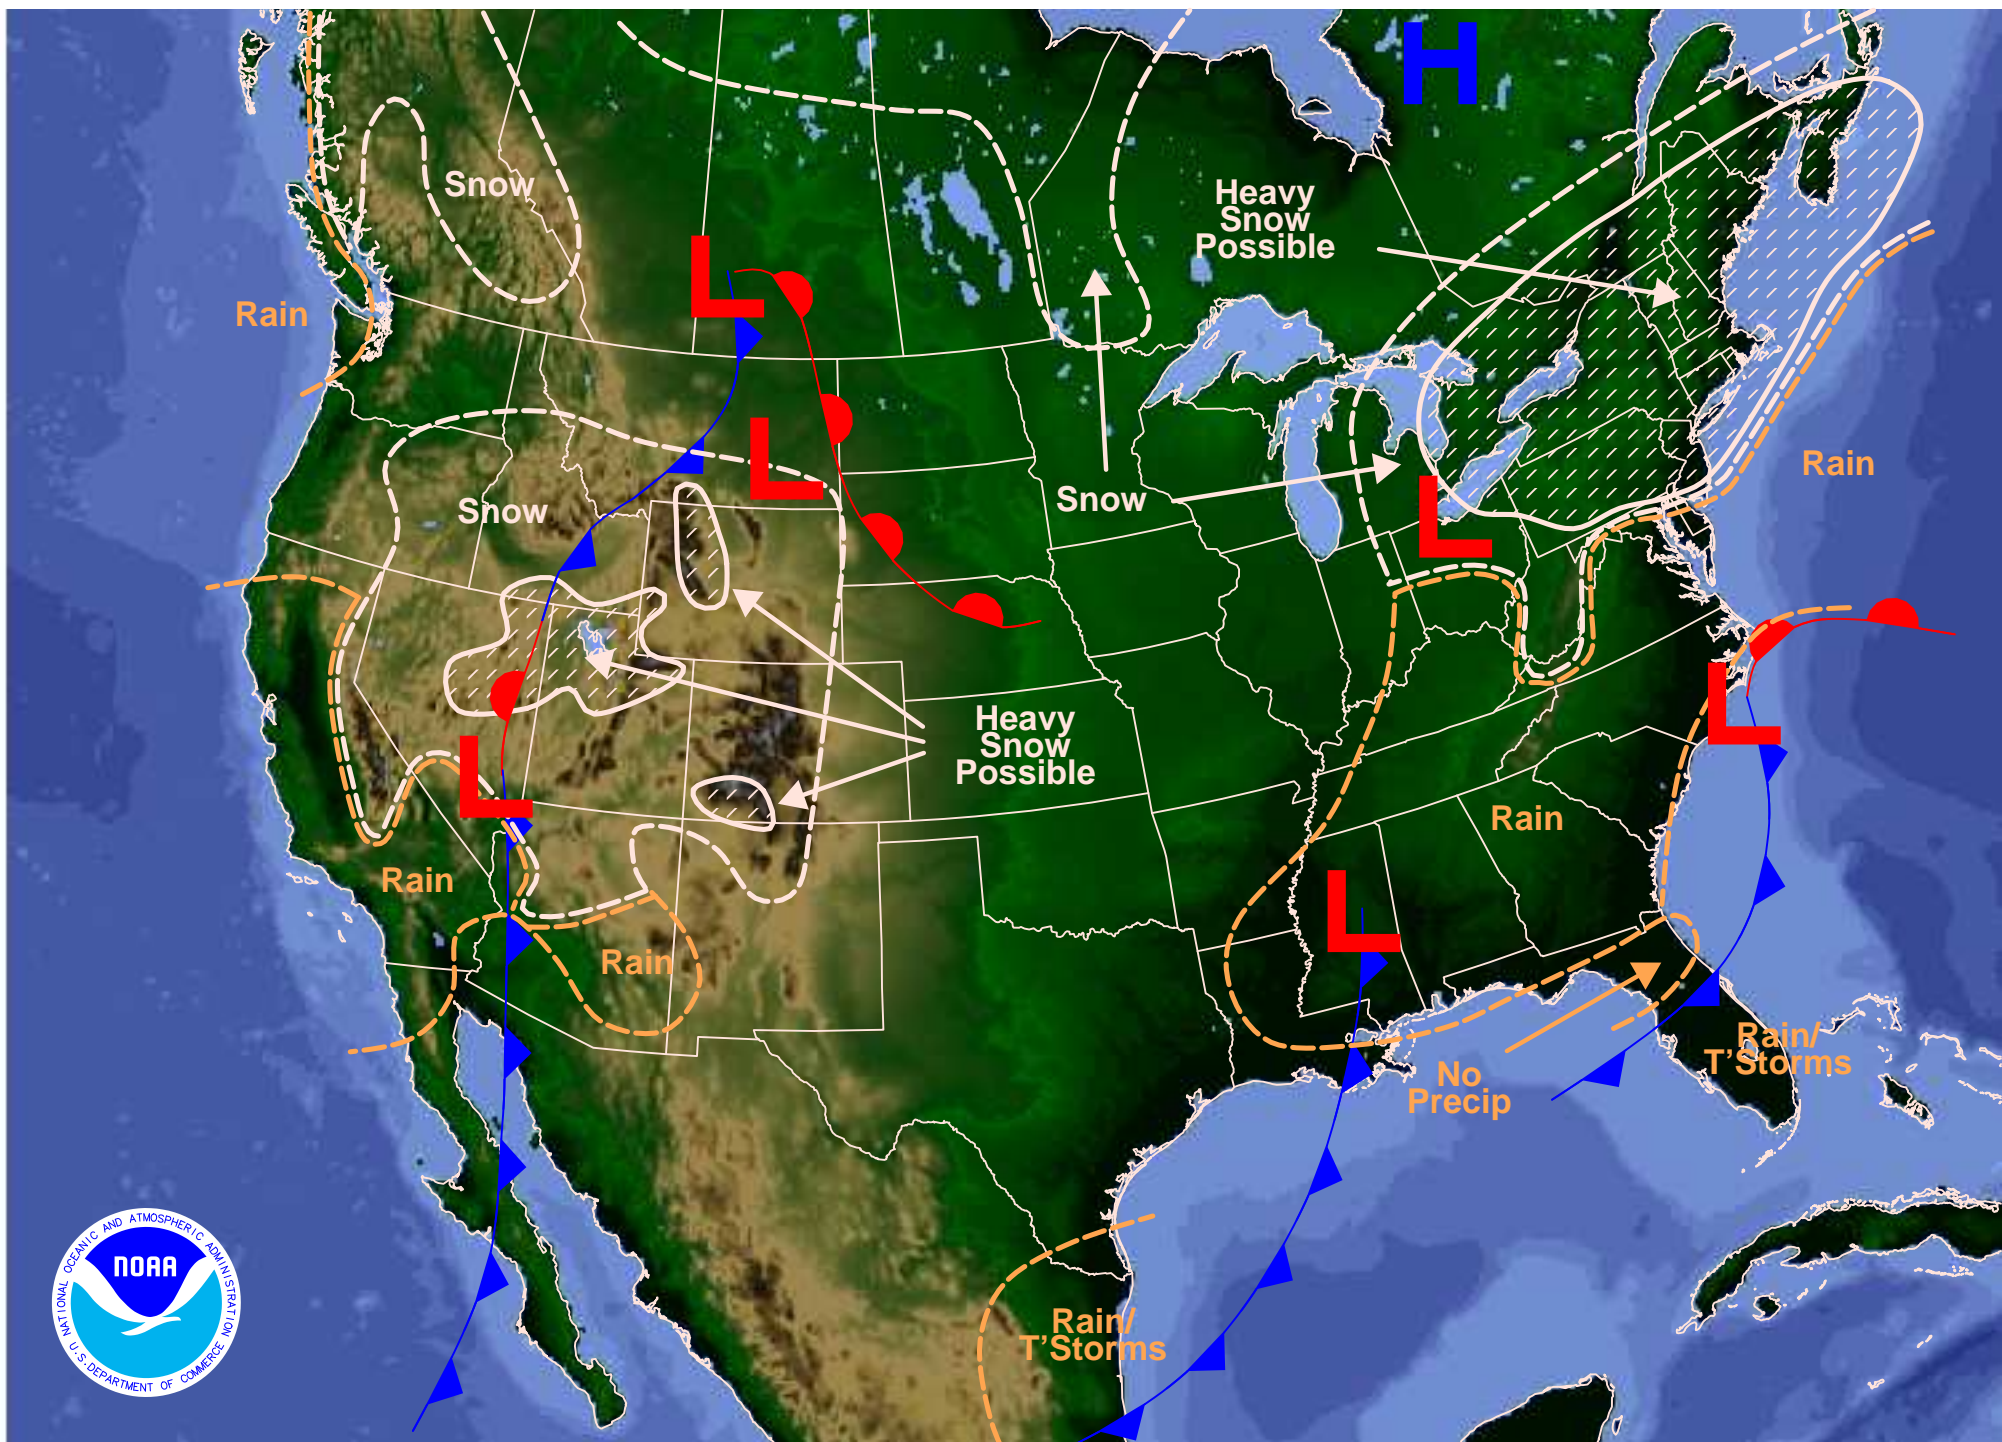 H
Snow
Heavy
Snow
Possible
L
Rain
Rain
L
Snow
Snow
L
L
Heavy
Snow
Possible
L
Rain
Rain
L
Rain
Rain/
T'Storms
No
Precip
Rain/
T'Storms
NATIONAL OCEANIC AND ATMOSPHERIC ADMINISTRATION
NOAA
U.S. DEPARTMENT OF COMMERCE